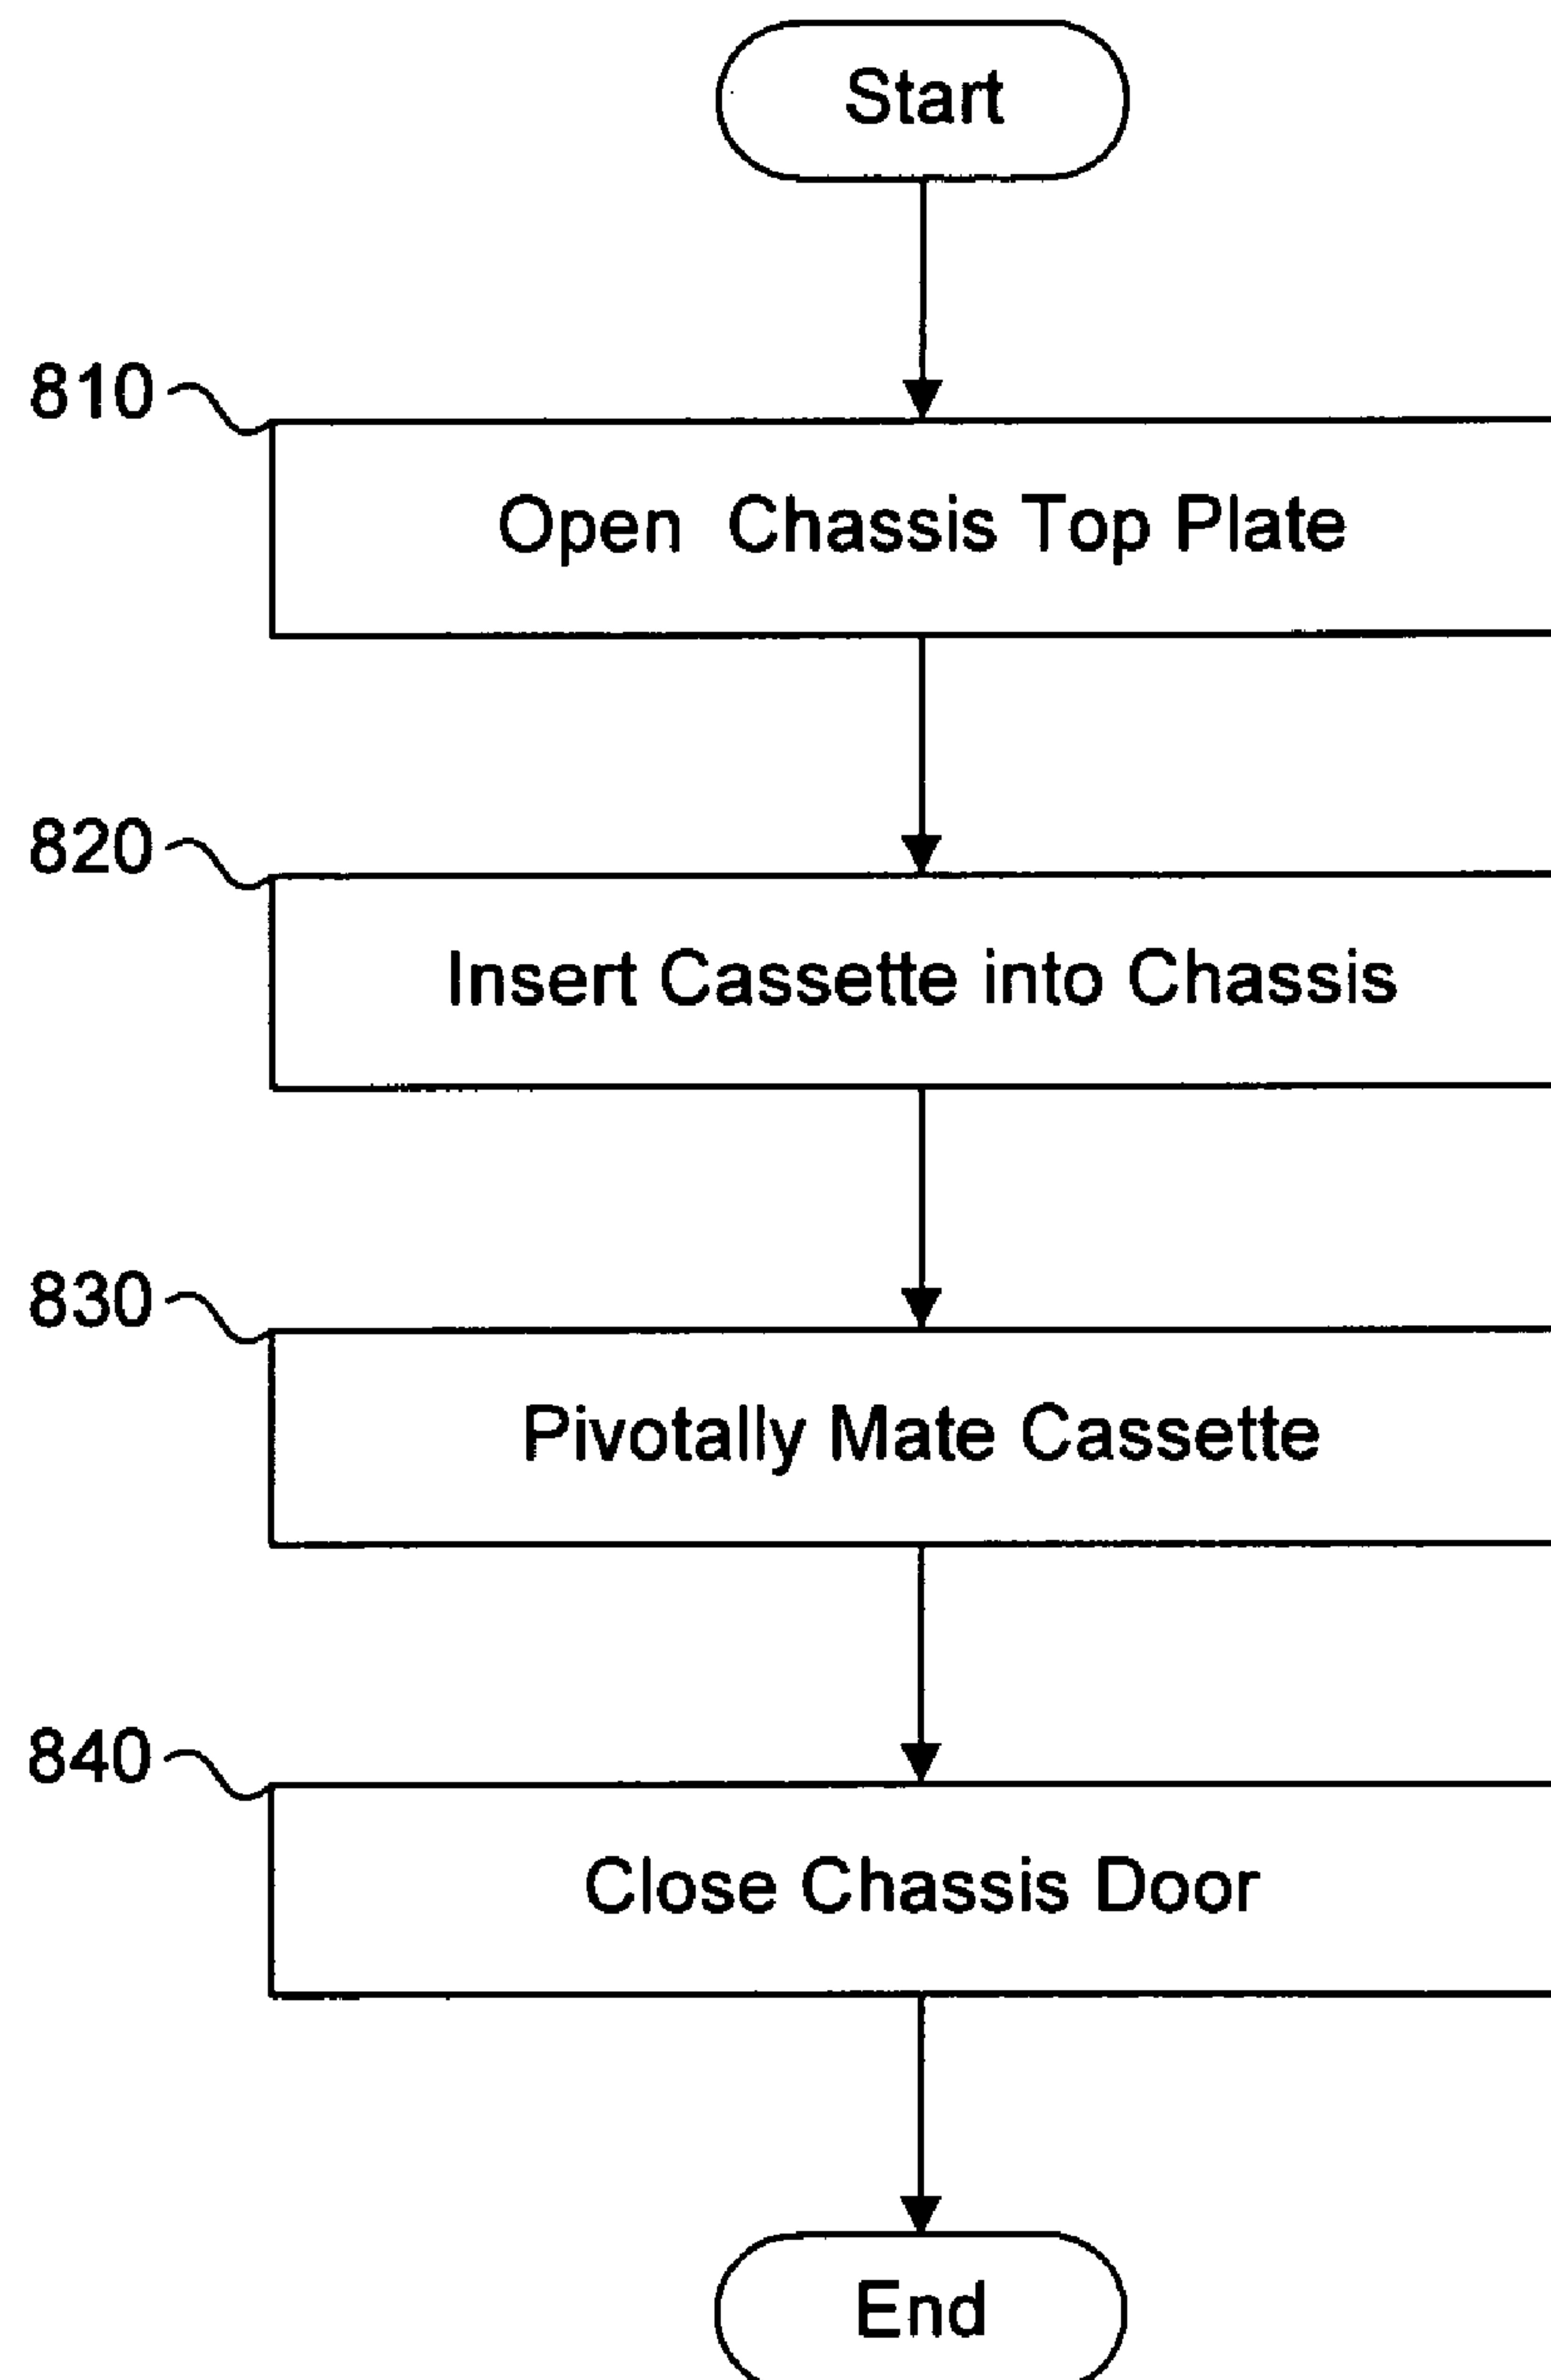 Start
810
Open Chassis Top Plate
820
Insert Cassette into Chassis
830
Pivotally Mate Cassette
840
Close Chassis Door
End